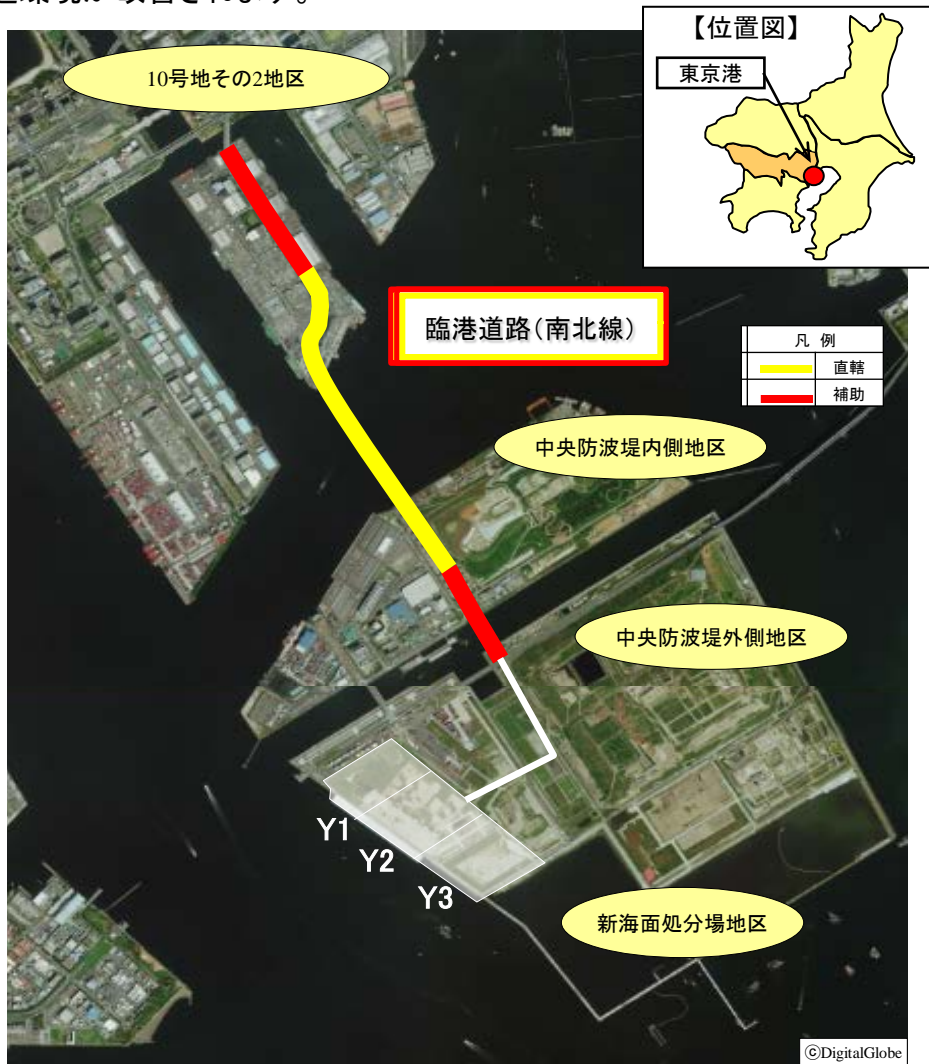 【位置図】
東京港
10号地その2地区
臨港道路(南北線)
凡 例
直轄
補助
中央防波堤内側地区
中央防波堤外側地区
Y1
Y2
Y3
新海面処分場地区
©DigitalGlobe